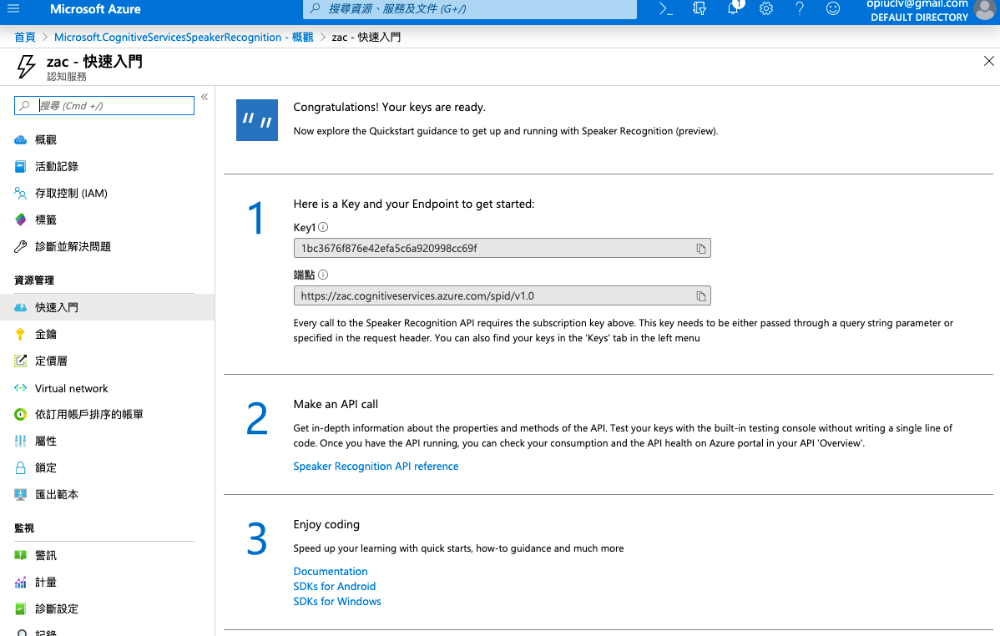 Microsoft Azure
搜尋資源、服務及文件 (G+/)
1
opiuclv@gmail.com
DEFAULT DIRECTORY
首頁 > Microsoft.CognitiveServicesSpeakerRecognition - 概觀 > zac - 快速入門
zac - 快速入門
認知服務
搜尋 (Cmd +/)
«
概觀
活動記錄
存取控制 (IAM)
標籤
診斷並解決問題
資源管理
快速入門
金鑰
定價層
Virtual network
依訂用帳戶排序的帳單
屬性
鎖定
匯出範本
監視
警訊
計量
診斷設定
記錄
Congratulations! Your keys are ready.
Now explore the Quickstart guidance to get up and running with Speaker Recognition (preview).
1
Here is a Key and your Endpoint to get started:
Key1
1bc3676f876e42efa5c6a920998cc69f
端點
https://zac.cognitiveservices.azure.com/spid/v1.0
Every call to the Speaker Recognition API requires the subscription key above. This key needs to be either passed through a query string parameter or
specified in the request header. You can also find your keys in the 'Keys' tab in the left menu
2
Make an API call
Get in-depth information about the properties and methods of the API. Test your keys with the built-in testing console without writing a single line of
code. Once you have the API running, you can check your consumption and the API health on Azure portal in your API 'Overview'.
Speaker Recognition API reference
3
Enjoy coding
Speed up your learning with quick starts, how-to guidance and much more
Documentation
SDKs for Android
SDKs for Windows